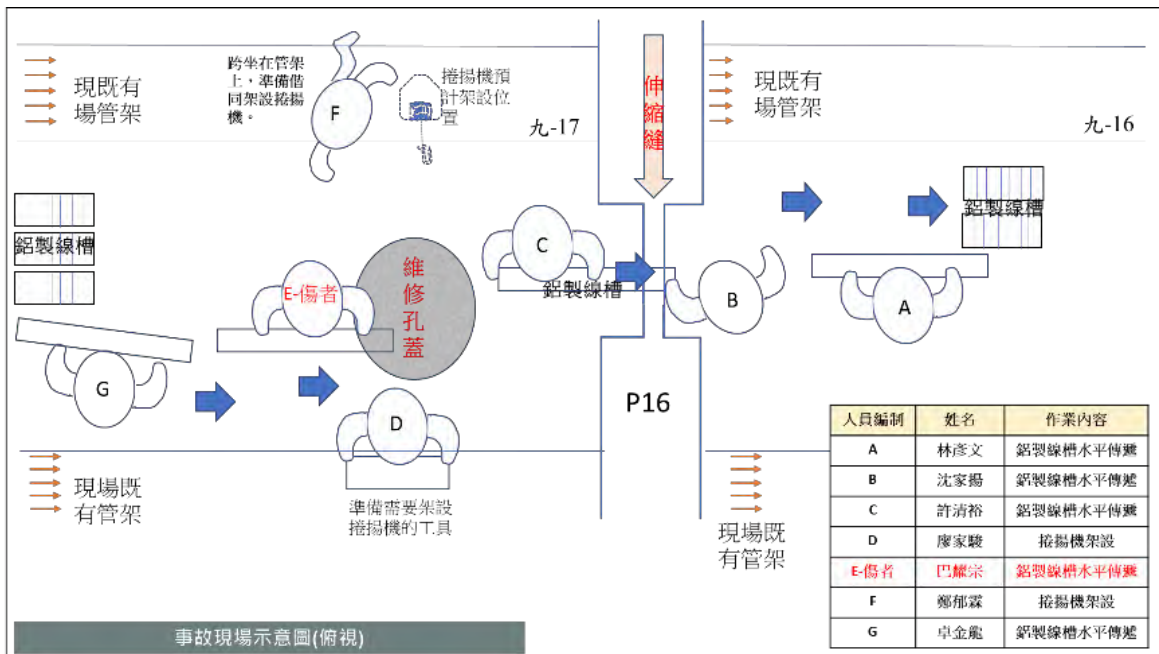 現既有
場管架
跨坐在管架
上，準備偕
同架設捲揚
機。
F
捲揚機預
計架設位
置
九-17
伸縮縫
現既有
場管架
九-16
鋁製線槽
鋁製線槽
C
鋁製線槽
B
A
E-傷者
維修孔蓋
G
D
P16
現場既
有管架
準備需要架設
捲揚機的工具
現場既
有管架
人員編制 姓名 作業內容
A 林彥文 鋁製線槽水平傳遞
B 沈家揚 鋁製線槽水平傳遞
C 許清裕 鋁製線槽水平傳遞
D 廖家駿 捲揚機架設
E-傷者 巴耀宗 鋁製線槽水平傳遞
F 鄭郁霖 捲揚機架設
G 卓金龍 鋁製線槽水平傳遞
事故現場示意圖(俯視)